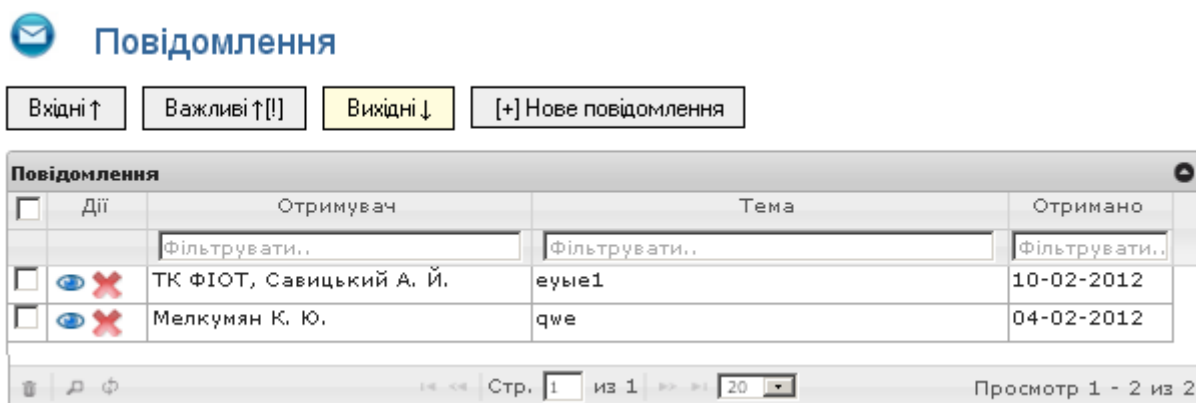 Повідомлення
Вхідні↑ Важливі↑[!] Вихідні↓ [+] Нове повідомлення
Повідомлення
Дії Отримувач Тема Отримано
Фільтрувати.. Фільтрувати.. Фільтрувати..
ТК ФІОТ, Савицький А. Й. еуые1 10-02-2012
Мелкумян К. Ю. qwe 04-02-2012
Стр. 1 из 1 20 Просмотр 1 - 2 из 2